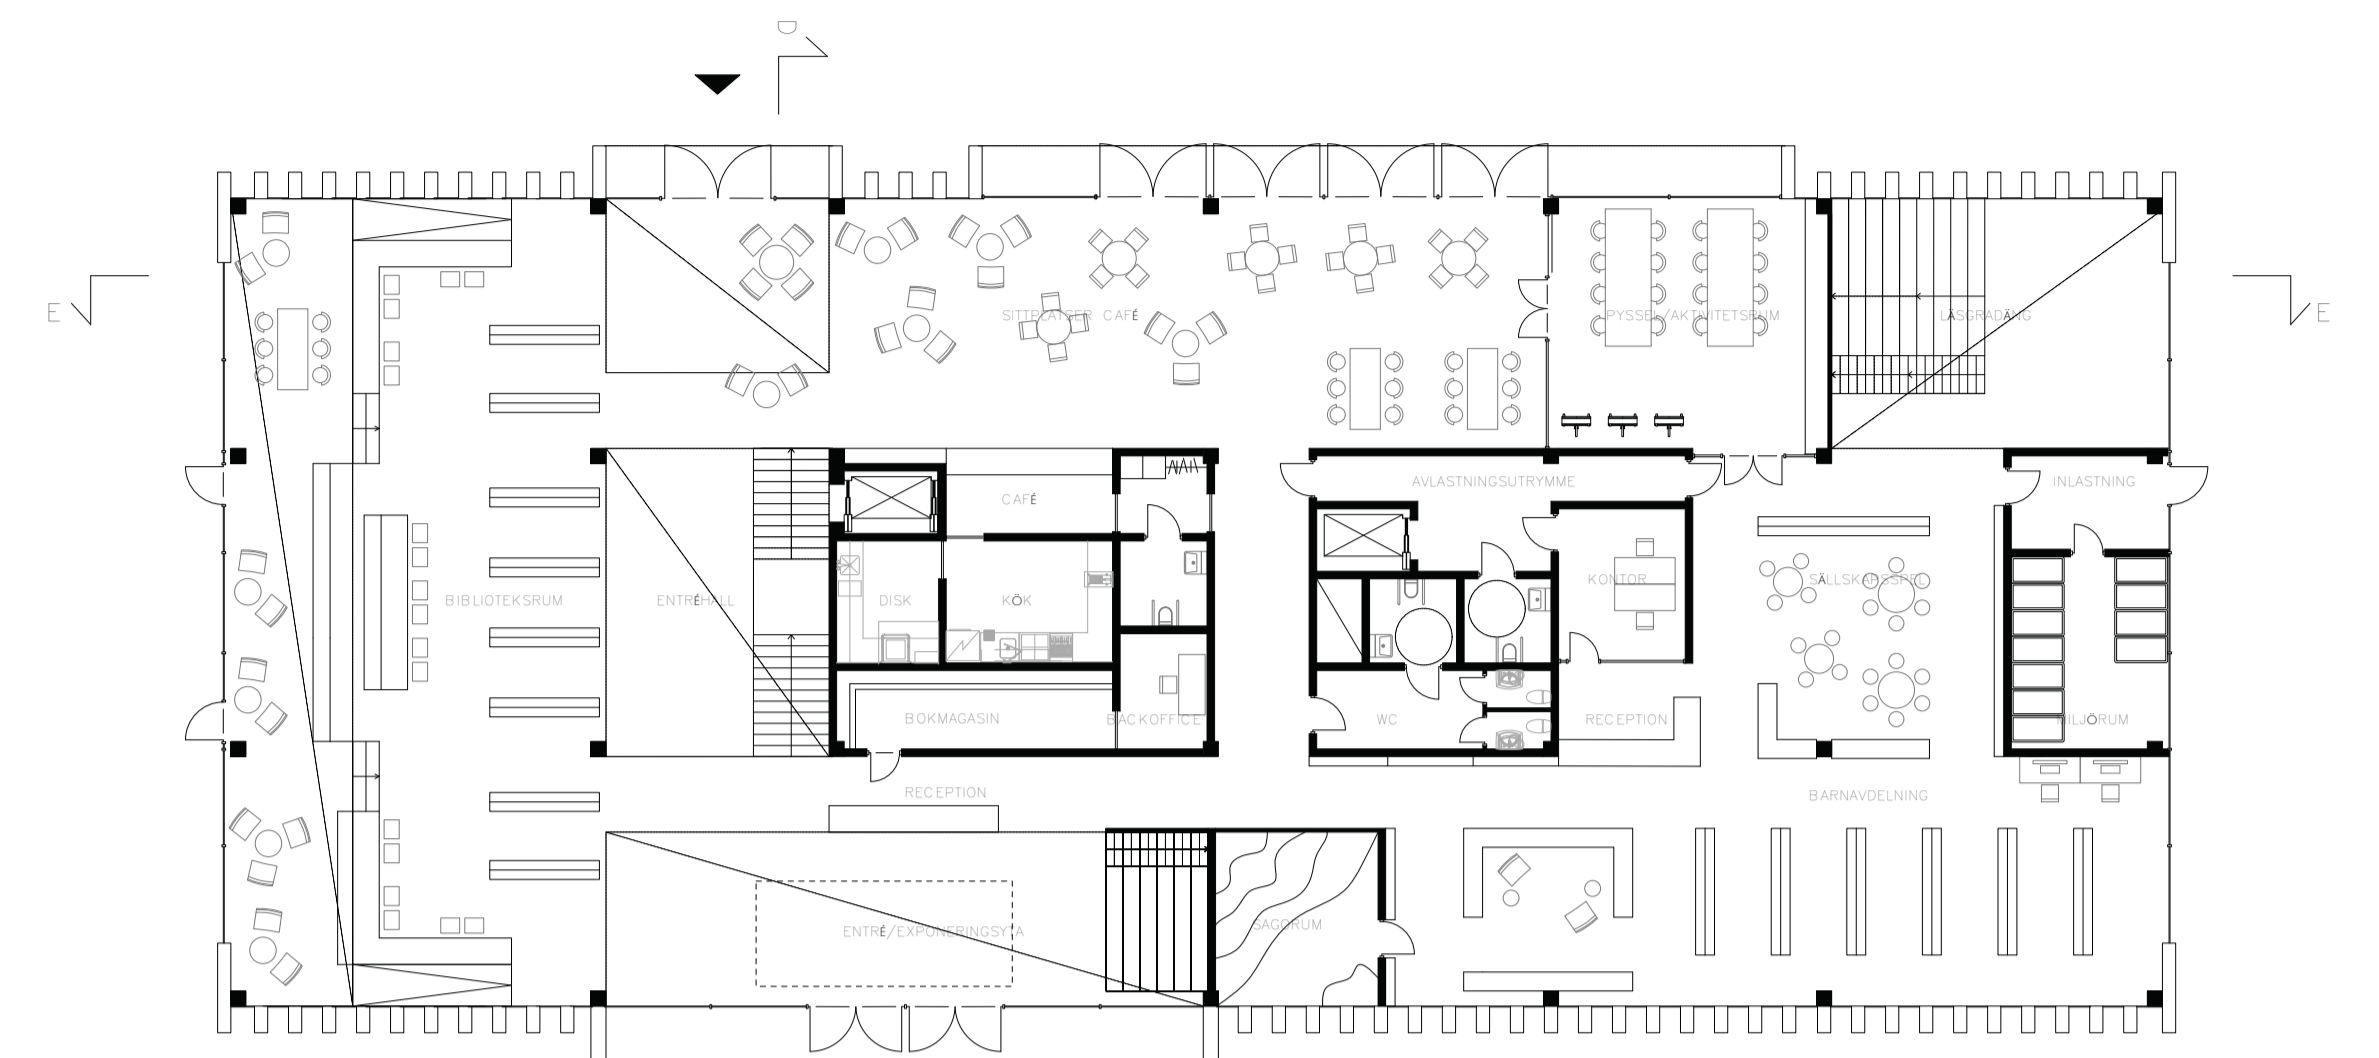 D
E
E
SITTPLATSER CAFÉ
PYSSEL/AKTIVITETSRUM
LÄSGRADÄNG
AVLASTNINGSUTRYMME
INLASTNING
CAFÉ
BIBLIOTEKSRUM
ENTRÉHALL
DISK
KÖK
KONTOR
SÄLLSKAPSSPEL
BOKMAGASIN
BACKOFFICE
WC
RECEPTION
MILJÖRUM
RECEPTION
BARNAVDELNING
ENTRÉ/EXPONERINGSYTA
SAGORUM